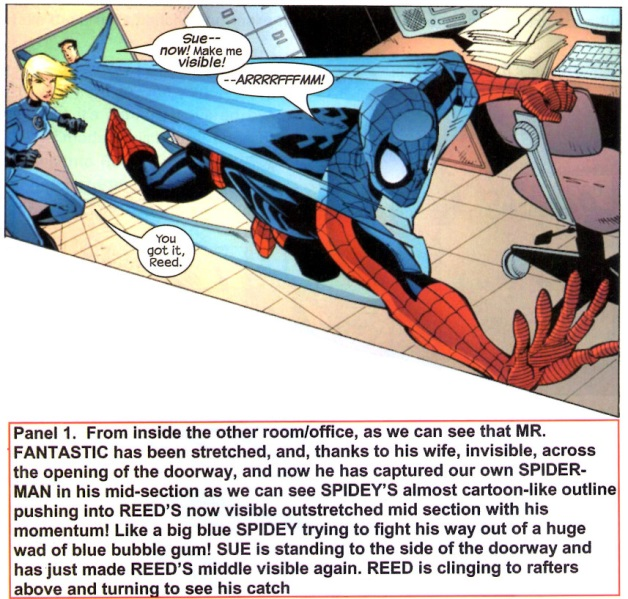 Sue--
now! Make me
visible!
--ARRRRFFFMM!
You
got it,
Reed.
Panel 1. From inside the other room/office, as we can see that MR.
FANTASTIC has been stretched, and, thanks to his wife, invisible, across
the opening of the doorway, and now he has captured our own SPIDER-
MAN in his mid-section as we can see SPIDEY'S almost cartoon-like outline
pushing into REED'S now visible outstretched mid section with his
momentum! Like a big blue SPIDEY trying to fight his way out of a huge
wad of blue bubble gum! SUE is standing to the side of the doorway and
has just made REED'S middle visible again. REED is clinging to rafters
above and turning to see his catch